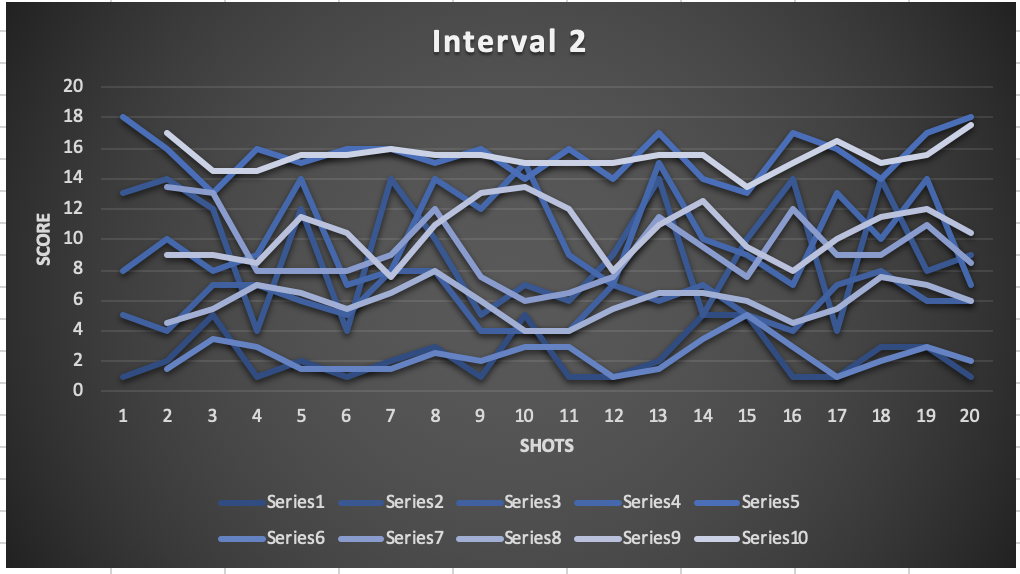 Interval 2
20
18
16
14
12
10
8
6
4
2
0
SCORE
1 2 3 4 5 6 7 8 9 10 11 12 13 14 15 16 17 18 19 20
SHOTS
Series1 Series2 Series3 Series4 Series5
Series6 Series7 Series8 Series9 Series10